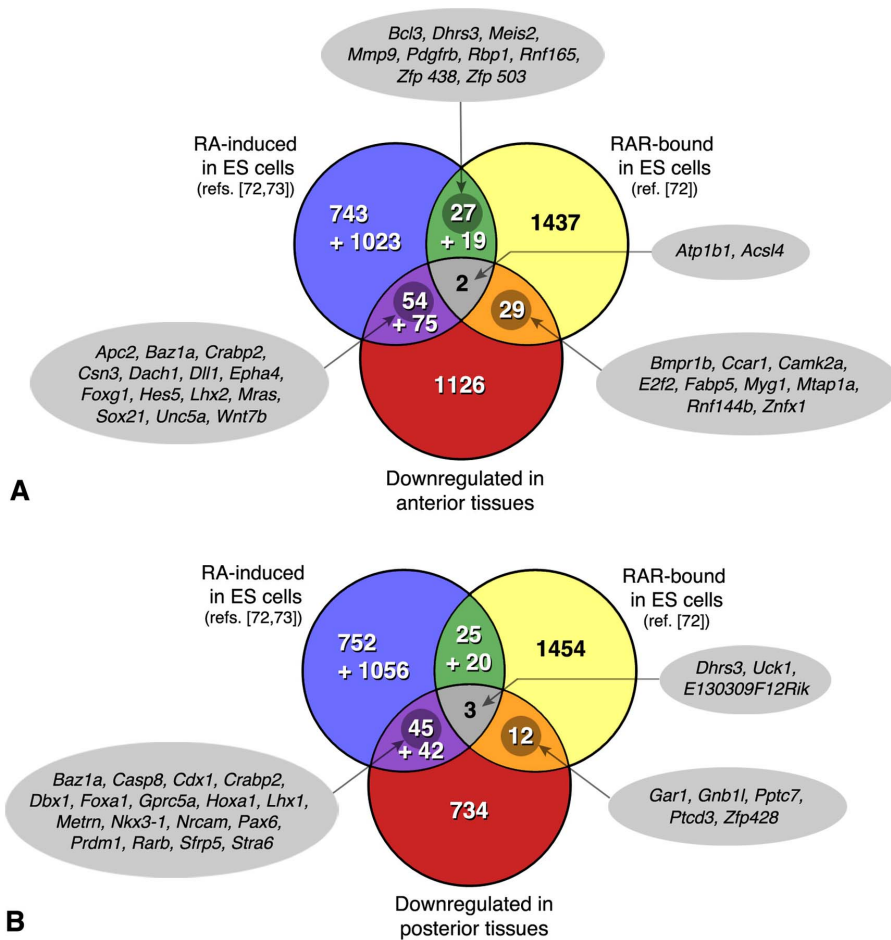 Bcl3, Dhrs3, Meis2,
Mmp9, Pdgfrb, Rbp1, Rnf165,
Zfp 438, Zfp 503
RA-induced
in ES cells
(refs. [72,73])
RAR-bound
in ES cells
(ref. [72])
743
+ 1023
27
+ 19
1437
Atp1b1, Acsl4
2
54
+ 75
29
Apc2, Baz1a, Crabp2,
Csn3, Dach1, Dll1, Epha4,
Foxg1, Hes5, Lhx2, Mras,
Sox21, Unc5a, Wnt7b
1126
Bmpr1b, Ccar1, Camk2a,
E2f2, Fabp5, Myg1, Mtap1a,
Rnf144b, Znfx1
Downregulated in
anterior tissues
A
RA-induced
in ES cells
(refs. [72,73])
RAR-bound
in ES cells
(ref. [72])
752
+ 1056
25
+ 20
1454
Dhrs3, Uck1,
E130309F12Rik
3
45
+ 42
12
Baz1a, Casp8, Cdx1, Crabp2,
Dbx1, Foxa1, Gprc5a, Hoxa1, Lhx1,
Metrn, Nkx3-1, Nrcam, Pax6,
Prdm1, Rarb, Sfrp5, Stra6
734
Gar1, Gnb1l, Pptc7,
Ptcd3, Zfp428
Downregulated in
posterior tissues
B